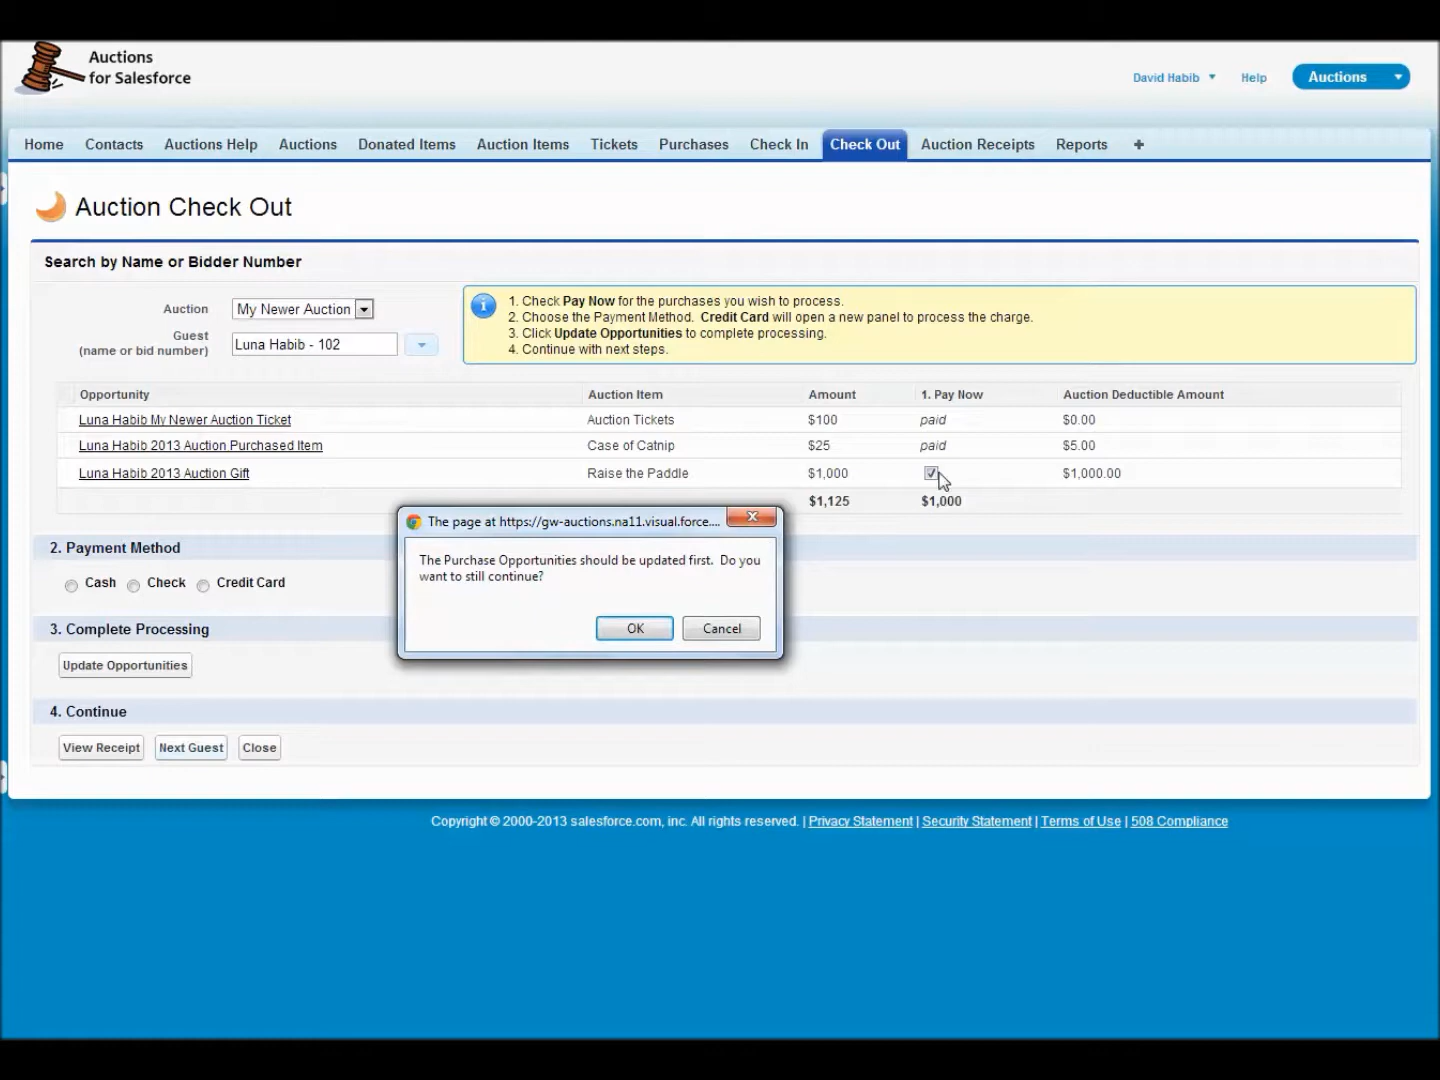 Auctions
for Salesforce
David Habib
Help
Auctions
Home Contacts Auctions Help Auctions Donated Items Auction Items Tickets Purchases Check In Check Out Auction Receipts Reports +
Auction Check Out
Search by Name or Bidder Number
Auction My Newer Auction
Guest
(name or bid number) Luna Habib - 102
1. Check Pay Now for the purchases you wish to process.
2. Choose the Payment Method. Credit Card will open a new panel to process the charge.
3. Click Update Opportunities to complete processing.
4. Continue with next steps.
Opportunity Auction Item Amount 1. Pay Now Auction Deductible Amount
Luna Habib My Newer Auction Ticket Auction Tickets $100 paid $0.00
Luna Habib 2013 Auction Purchased Item Case of Catnip $25 paid $5.00
Luna Habib 2013 Auction Gift Raise the Paddle $1,000 $1,000.00
$1,125 $1,000
The page at https://gw-auctions.na11.visual.force....
The Purchase Opportunities should be updated first. Do you
want to still continue?
OK Cancel
2. Payment Method
Cash Check Credit Card
3. Complete Processing
Update Opportunities
4. Continue
View Receipt Next Guest Close
Copyright © 2000-2013 salesforce.com, inc. All rights reserved. | Privacy Statement | Security Statement | Terms of Use | 508 Compliance